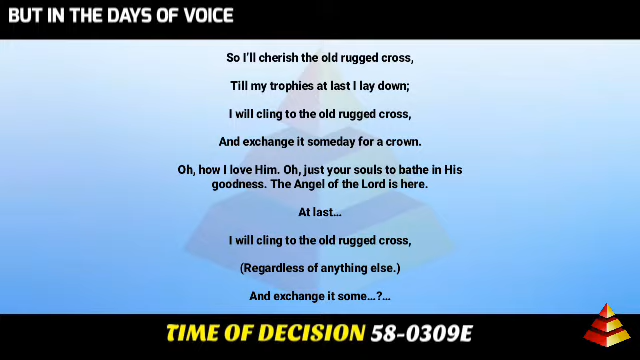 BUT IN THE DAYS OF VOICE
So I'll cherish the old rugged cross,
Till my trophies at last I lay down;
I will cling to the old rugged cross,
And exchange it someday for a crown.
Oh, how I love Him. Oh, just your souls to bathe in His
goodness. The Angel of the Lord is here.
At last…
I will cling to the old rugged cross,
(Regardless of anything else.)
And exchange it some…?…
TIME OF DECISION 58-0309E